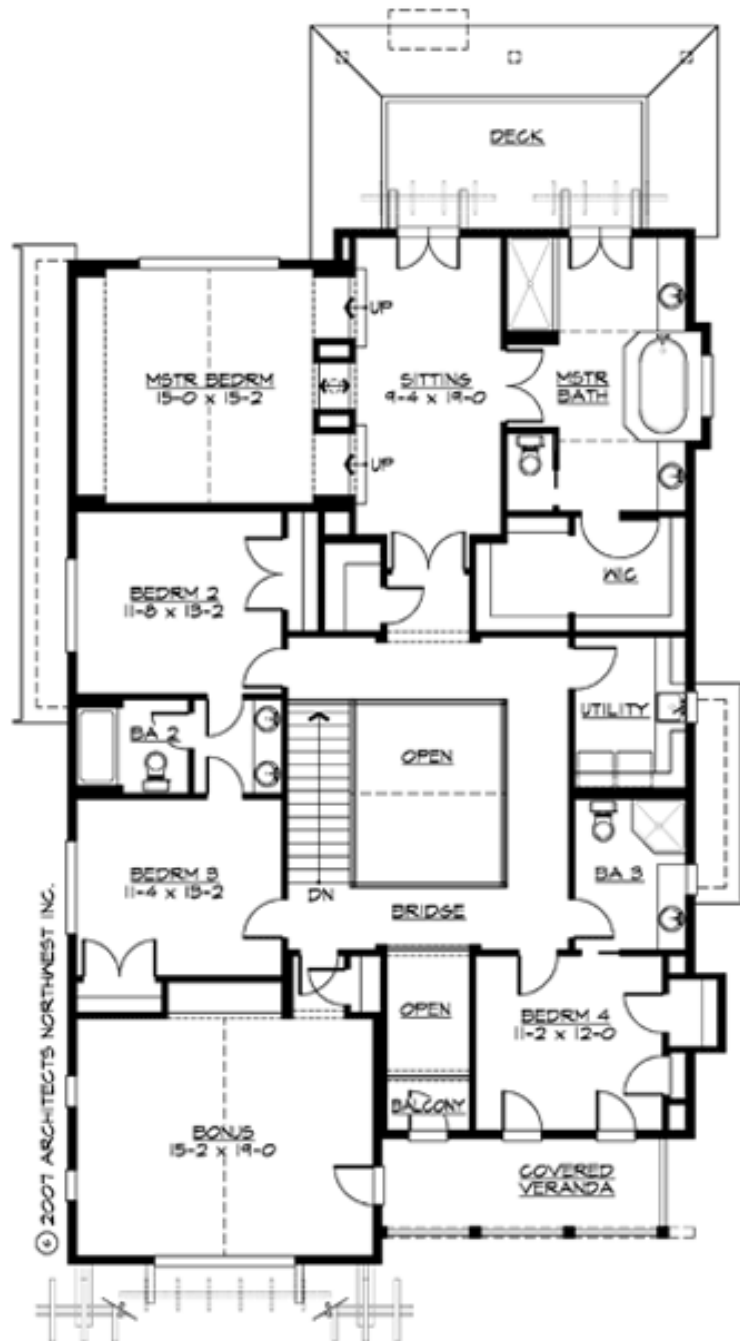 DECK
UP
MSTR BEDRM
15-0 x 15-2
SITTING
9-4 x 19-0
MSTR
BATH
UP
BEDRM 2
11-8 x 13-2
WIC
UTILITY
BA 2
OPEN
BEDRM 3
11-4 x 13-2
BA 3
DN
BRIDGE
OPEN
BEDRM 4
11-2 x 12-0
BALCONY
BONUS
15-2 x 19-0
COVERED
VERANDA
© 2007 ARCHITECTS NORTHWEST INC.